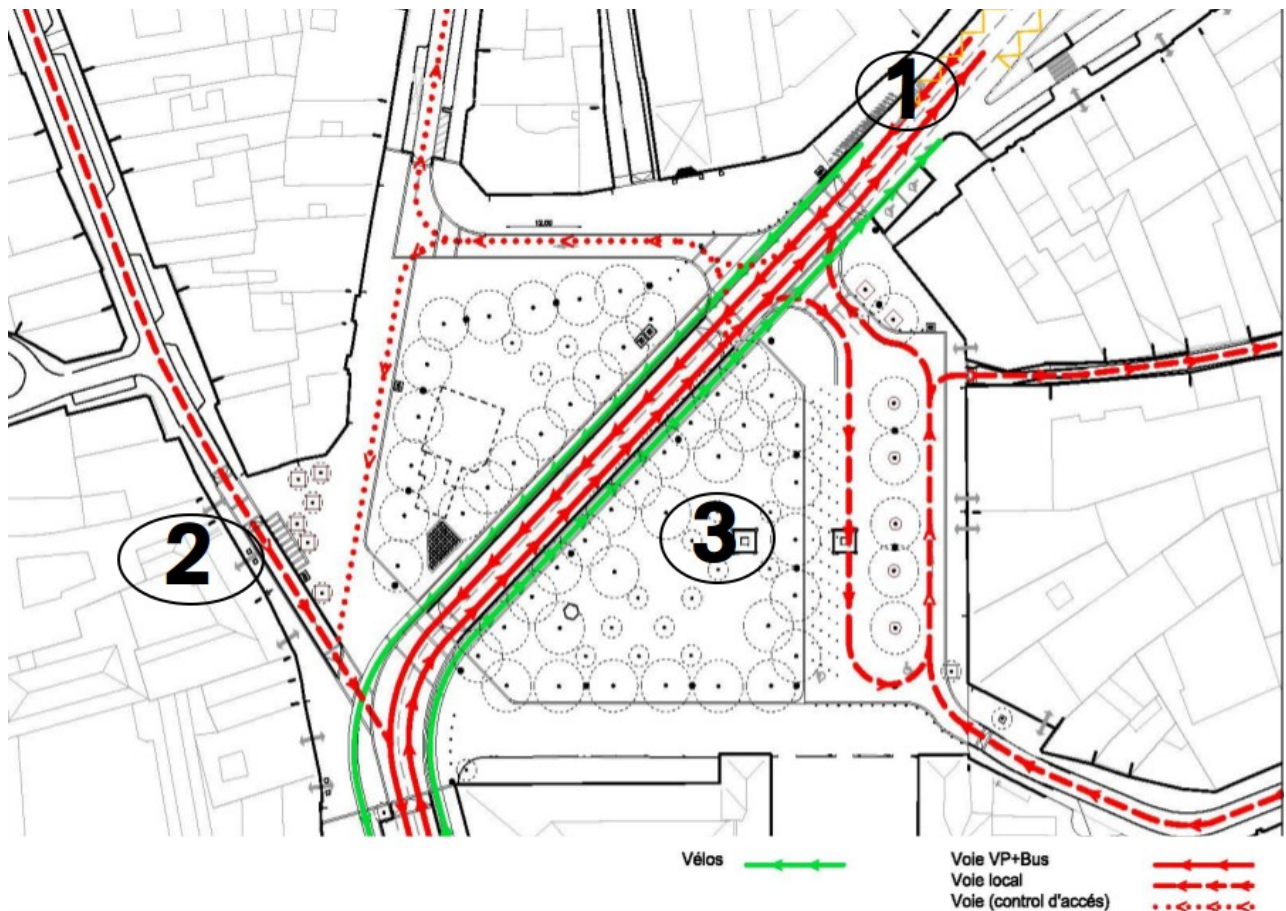 1
12,00
2
3
Vélos
Voie VP+Bus
Voie local
Voie (control d'accés)